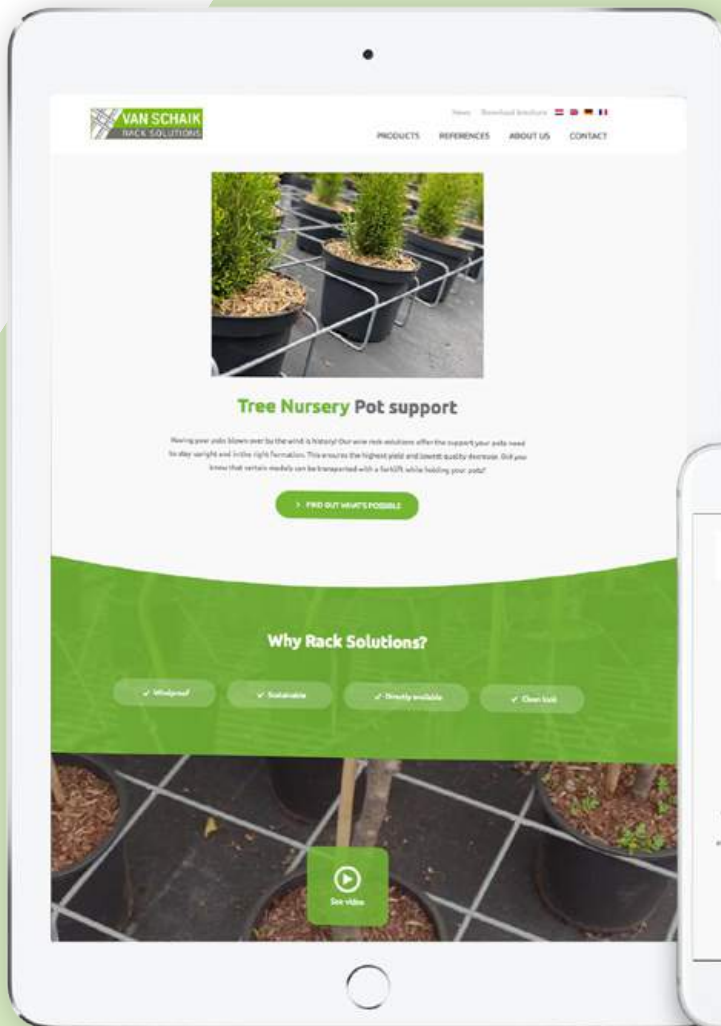 VAN SCHAIK
RACK SOLUTIONS
News Download brochure
PRODUCTS REFERENCES ABOUT US CONTACT
Tree Nursery Pot support
Having your pots blown over by the wind is history! Our wire rack solutions offer the support your pots need
to stay upright and in the right formation. This ensures the highest yield and lowest quality decrease. Did you
know that certain models can be transported with a forklift while holding your pots?
> FIND OUT WHAT'S POSSIBLE
Why Rack Solutions?
✓ Windproof ✓ Sustainable ✓ Directly available ✓ Clean look
See video